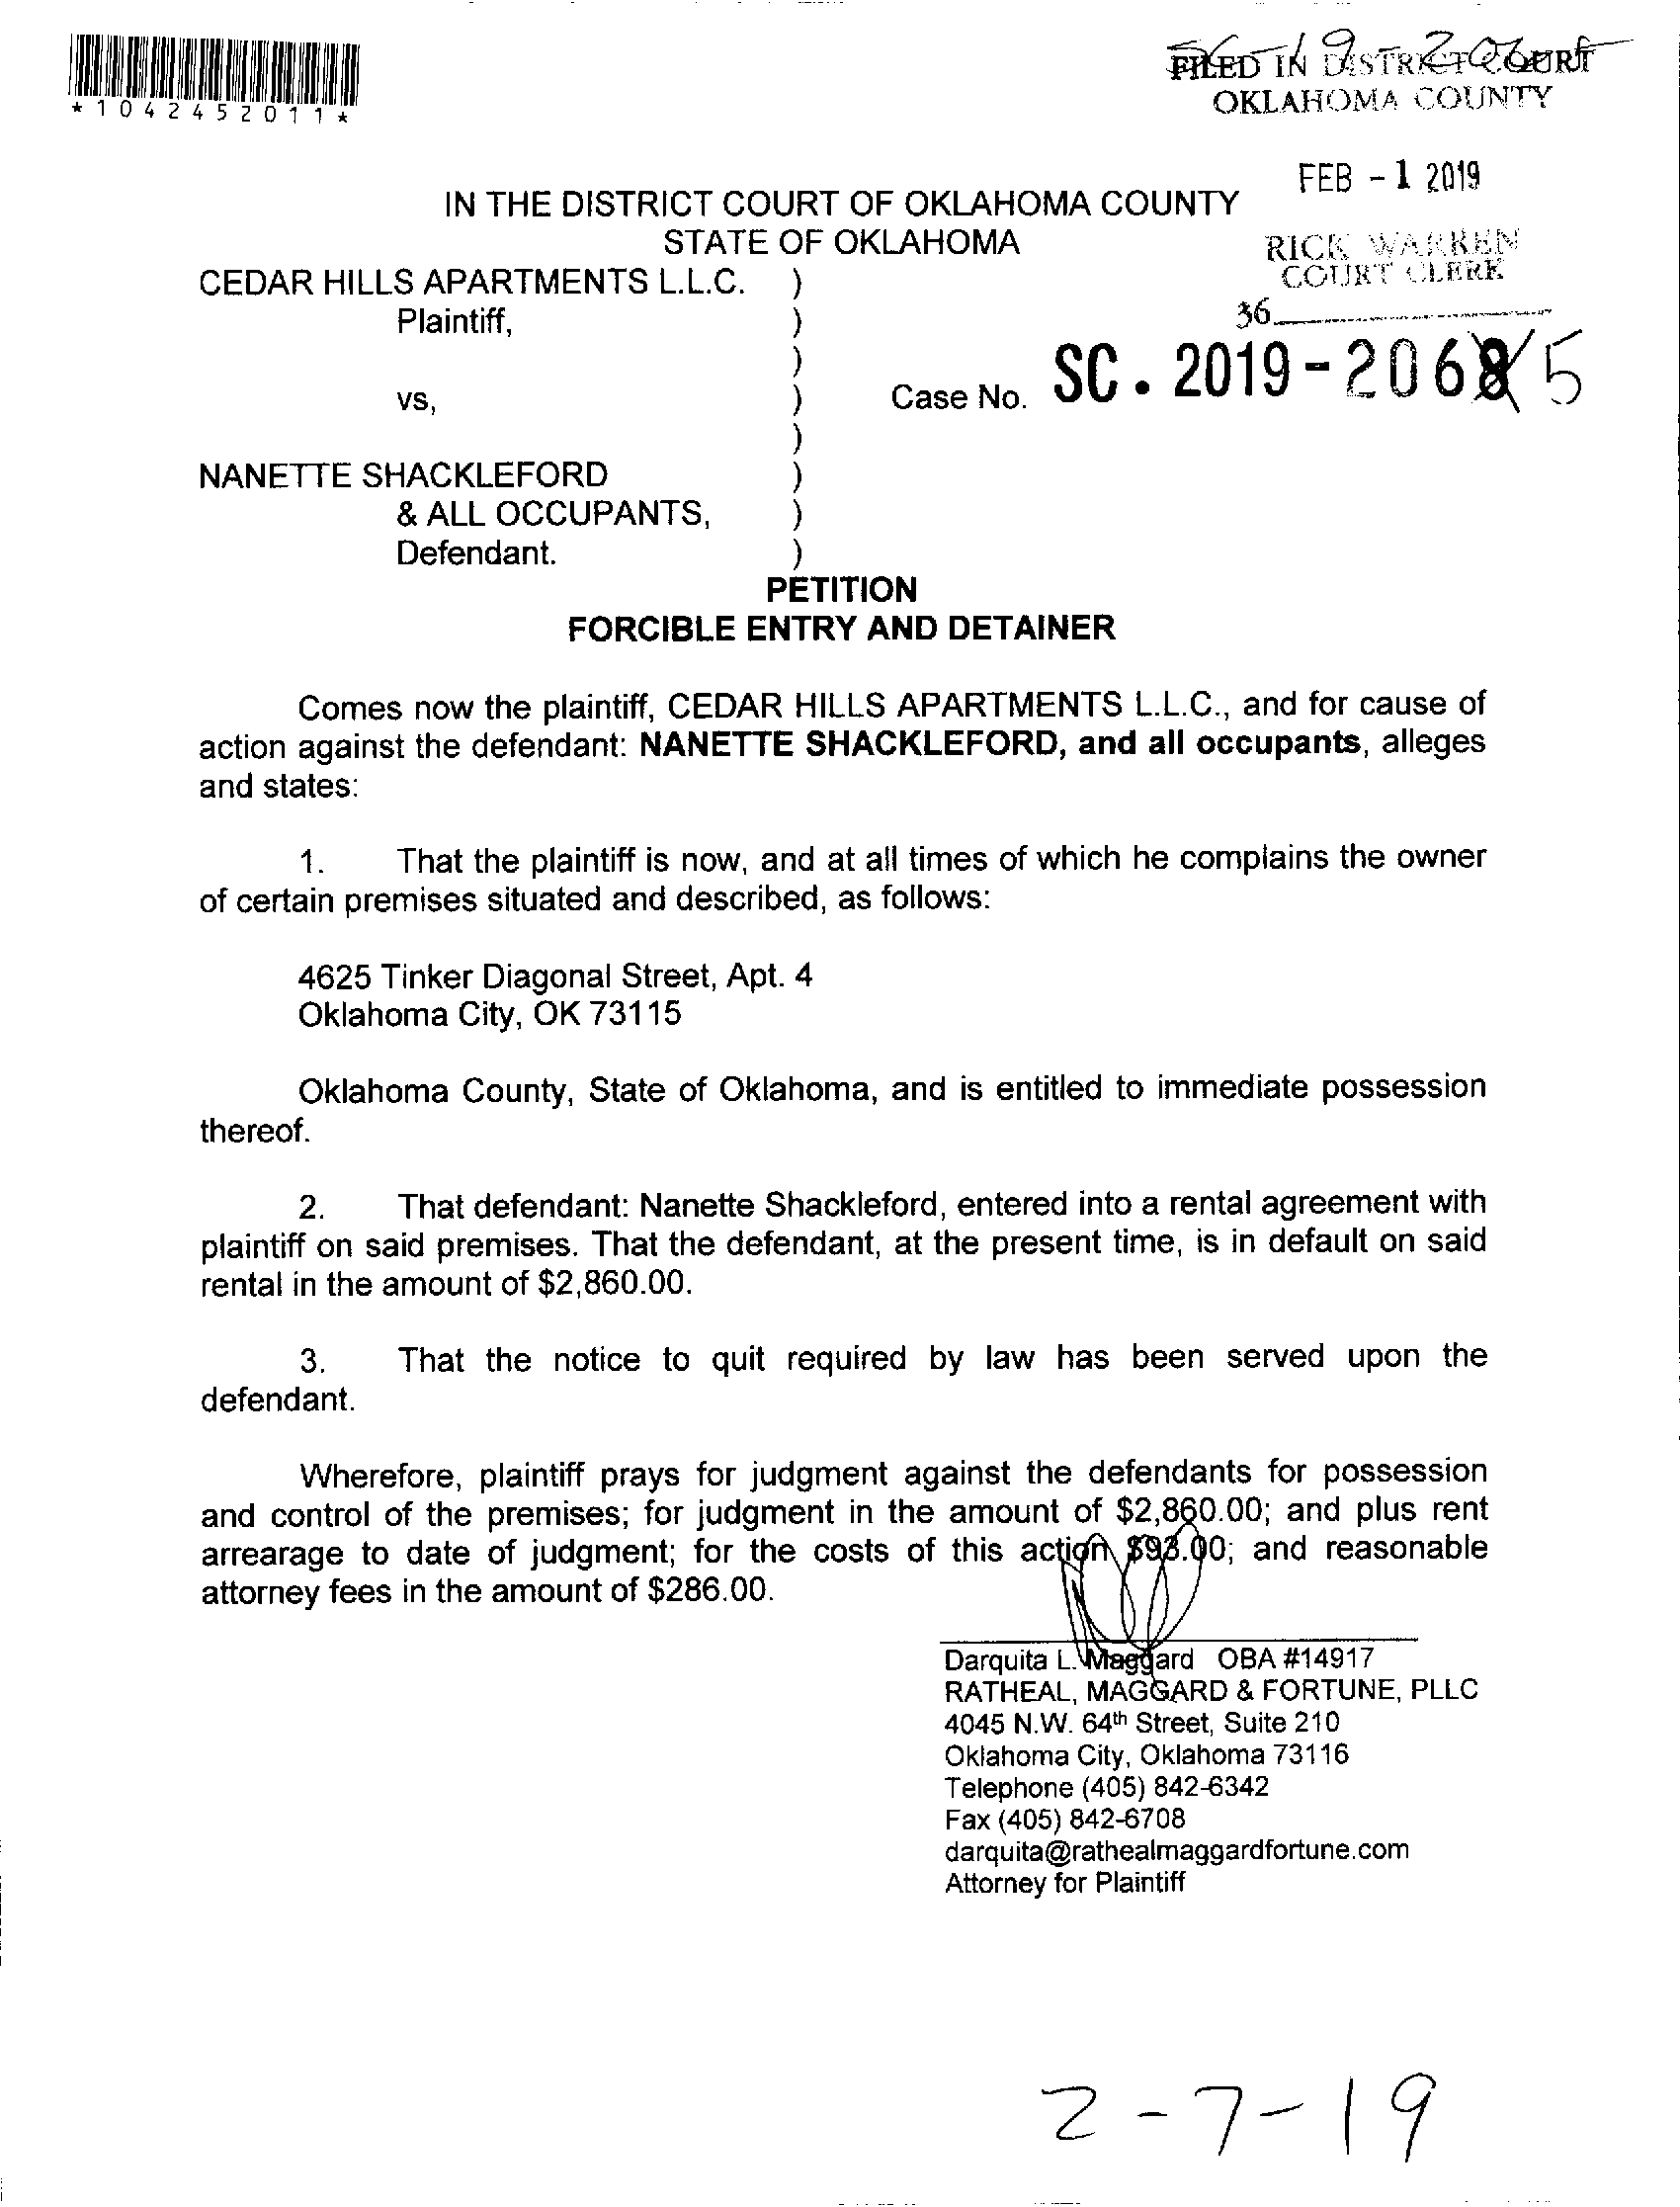 *1042452011*
FILED IN DISTRICT COURT
OKLAHOMA COUNTY
FEB - 1 2019
IN THE DISTRICT COURT OF OKLAHOMA COUNTY
STATE OF OKLAHOMA
RICK WARREN
COURT CLERK
36
CEDAR HILLS APARTMENTS L.L.C. )
Plaintiff, )
)
vs, ) Case No. SC. 2019-20685
)
NANETTE SHACKLEFORD )
& ALL OCCUPANTS, )
Defendant. )
PETITION
FORCIBLE ENTRY AND DETAINER
Comes now the plaintiff, CEDAR HILLS APARTMENTS L.L.C., and for cause of
action against the defendant: NANETTE SHACKLEFORD, and all occupants, alleges
and states:
1. That the plaintiff is now, and at all times of which he complains the owner
of certain premises situated and described, as follows:
4625 Tinker Diagonal Street, Apt. 4
Oklahoma City, OK 73115
Oklahoma County, State of Oklahoma, and is entitled to immediate possession
thereof.
2. That defendant: Nanette Shackleford, entered into a rental agreement with
plaintiff on said premises. That the defendant, at the present time, is in default on said
rental in the amount of $2,860.00.
3. That the notice to quit required by law has been served upon the
defendant.
Wherefore, plaintiff prays for judgment against the defendants for possession
and control of the premises; for judgment in the amount of $2,860.00; and plus rent
arrearage to date of judgment; for the costs of this action $93.00; and reasonable
attorney fees in the amount of $286.00.
Darquita L. Maggard OBA #14917
RATHEAL, MAGGARD & FORTUNE, PLLC
4045 N.W. 64th Street, Suite 210
Oklahoma City, Oklahoma 73116
Telephone (405) 842-6342
Fax (405) 842-6708
darquita@rathealmaggardfortune.com
Attorney for Plaintiff
2-7-19